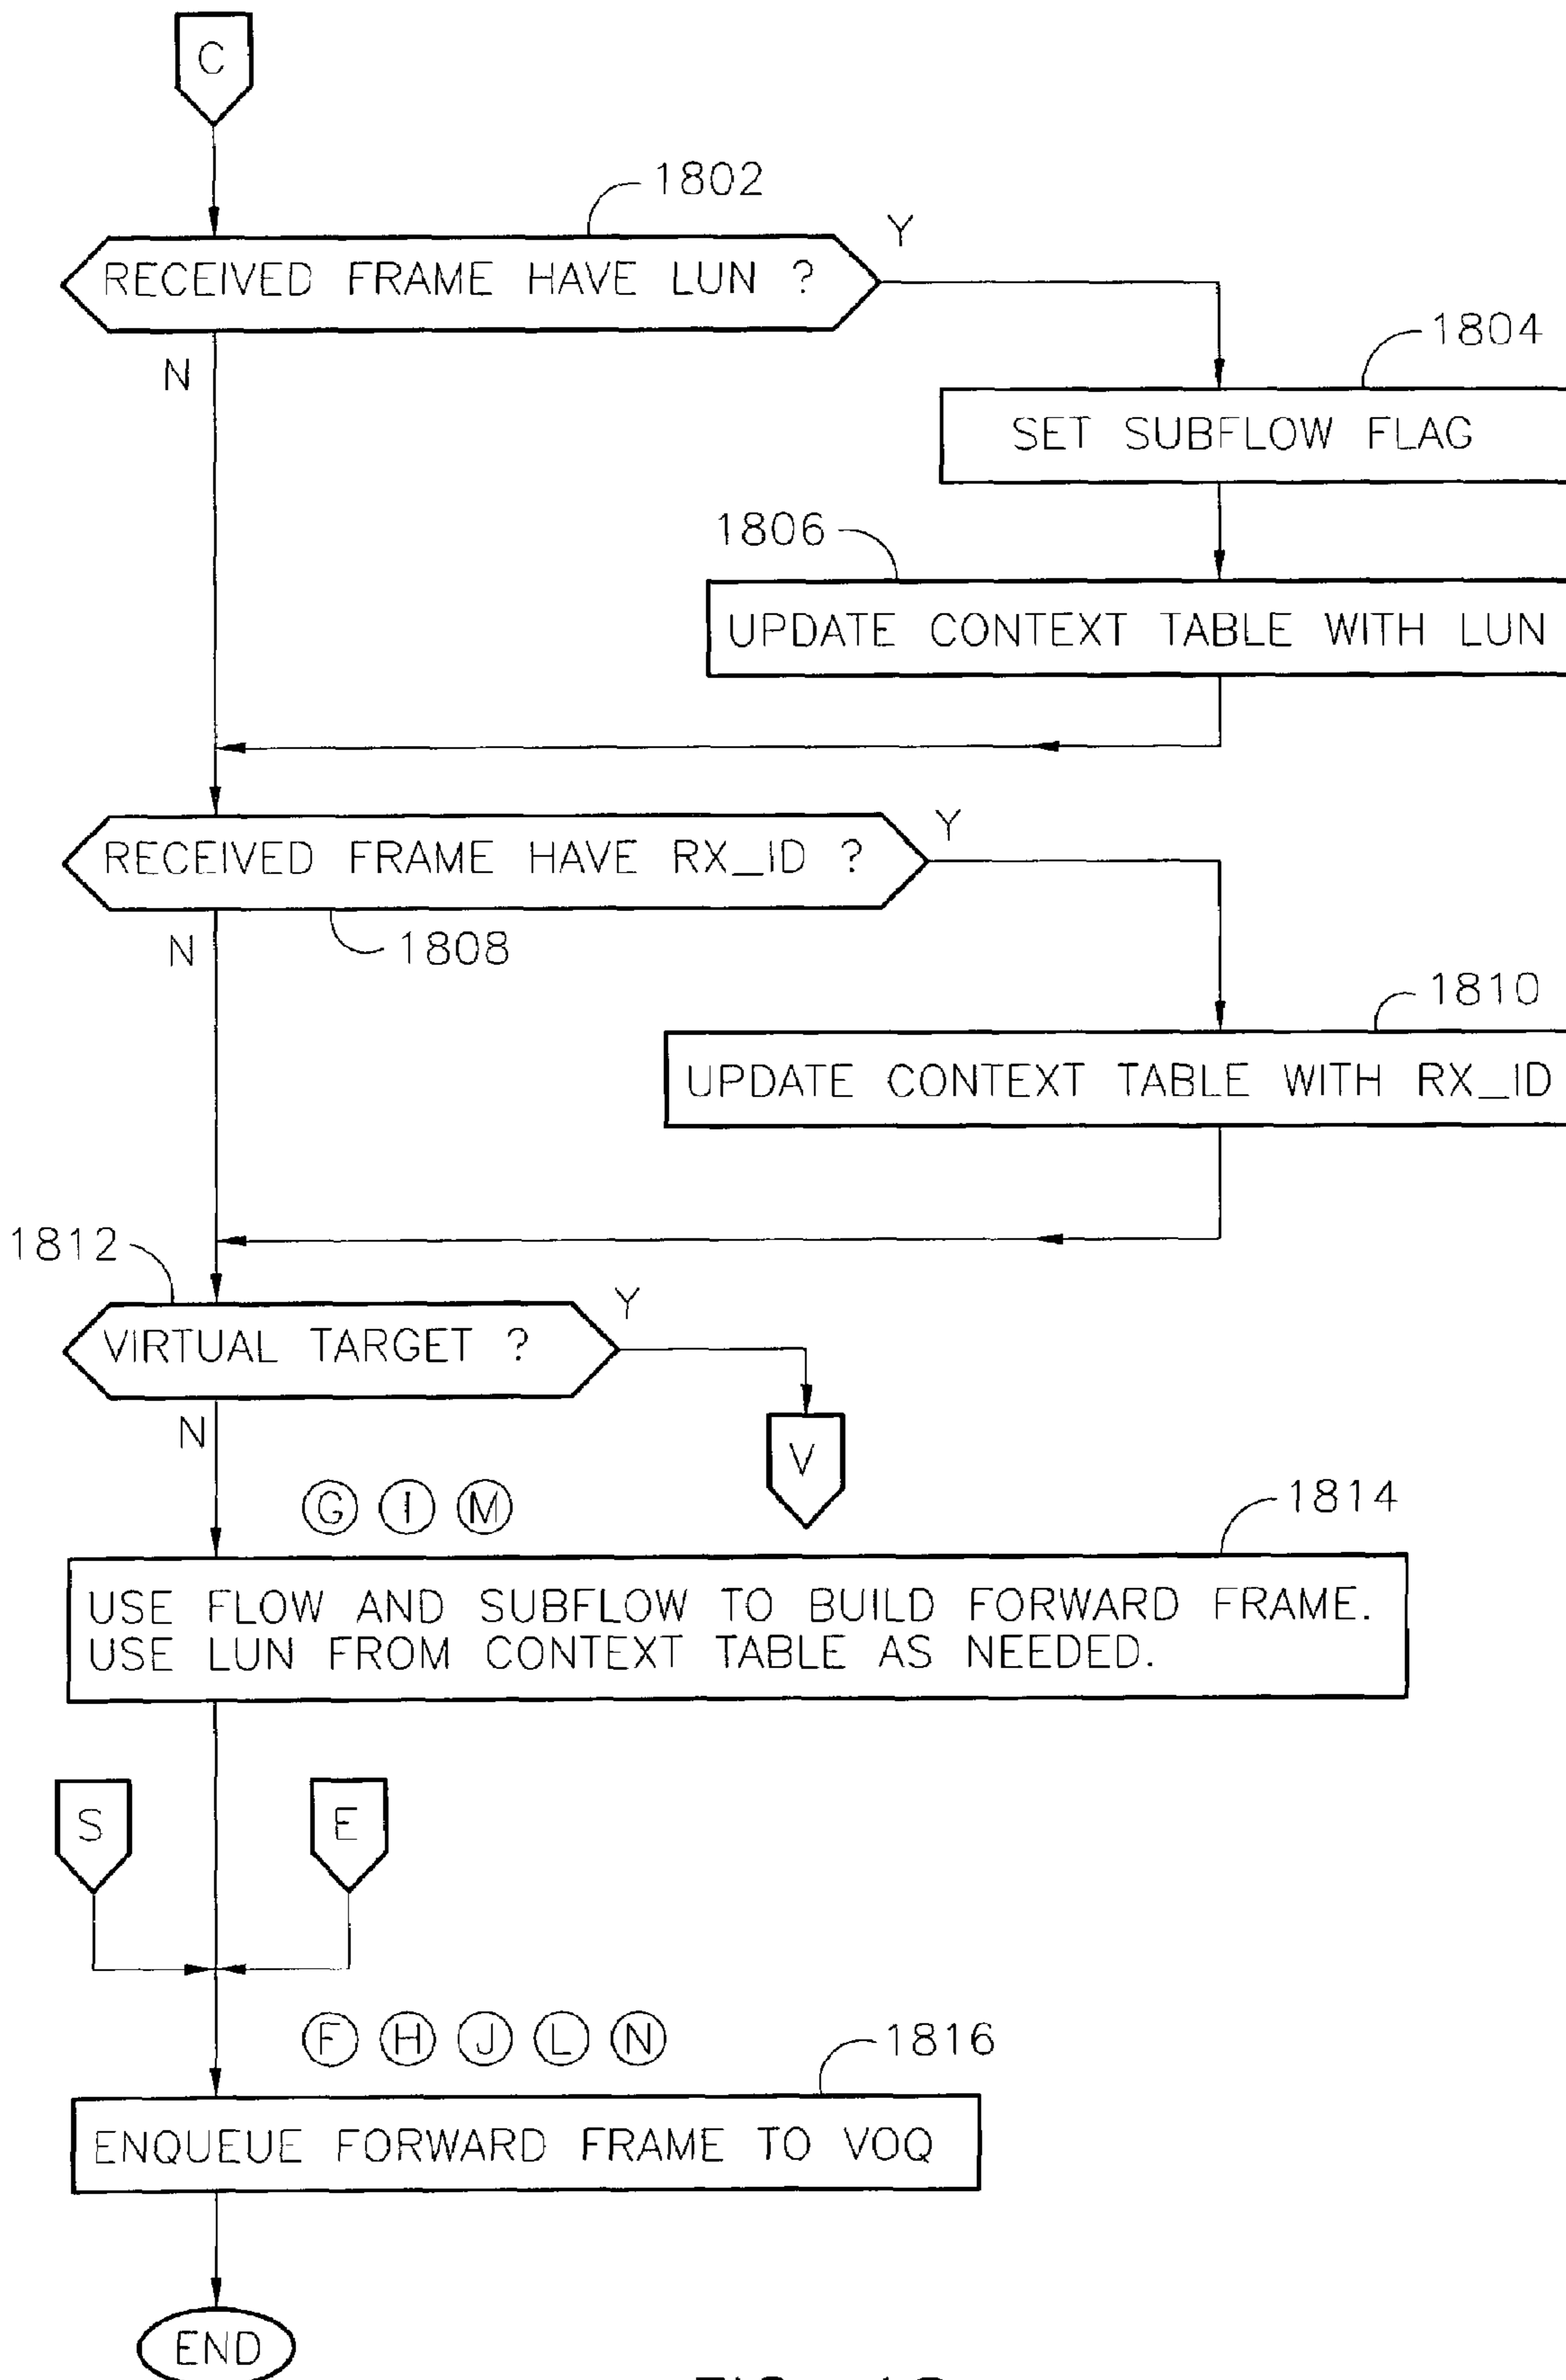 C
1802
Y
RECEIVED FRAME HAVE LUN ?
N
1804
SET SUBFLOW FLAG
1806
UPDATE CONTEXT TABLE WITH LUN
Y
RECEIVED FRAME HAVE RX_ID ?
N
1808
1810
UPDATE CONTEXT TABLE WITH RX_ID
1812
Y
VIRTUAL TARGET ?
N
V
G I M
1814
USE FLOW AND SUBFLOW TO BUILD FORWARD FRAME.
USE LUN FROM CONTEXT TABLE AS NEEDED.
S E
F H J L N
1816
ENQUEUE FORWARD FRAME TO VOQ
END